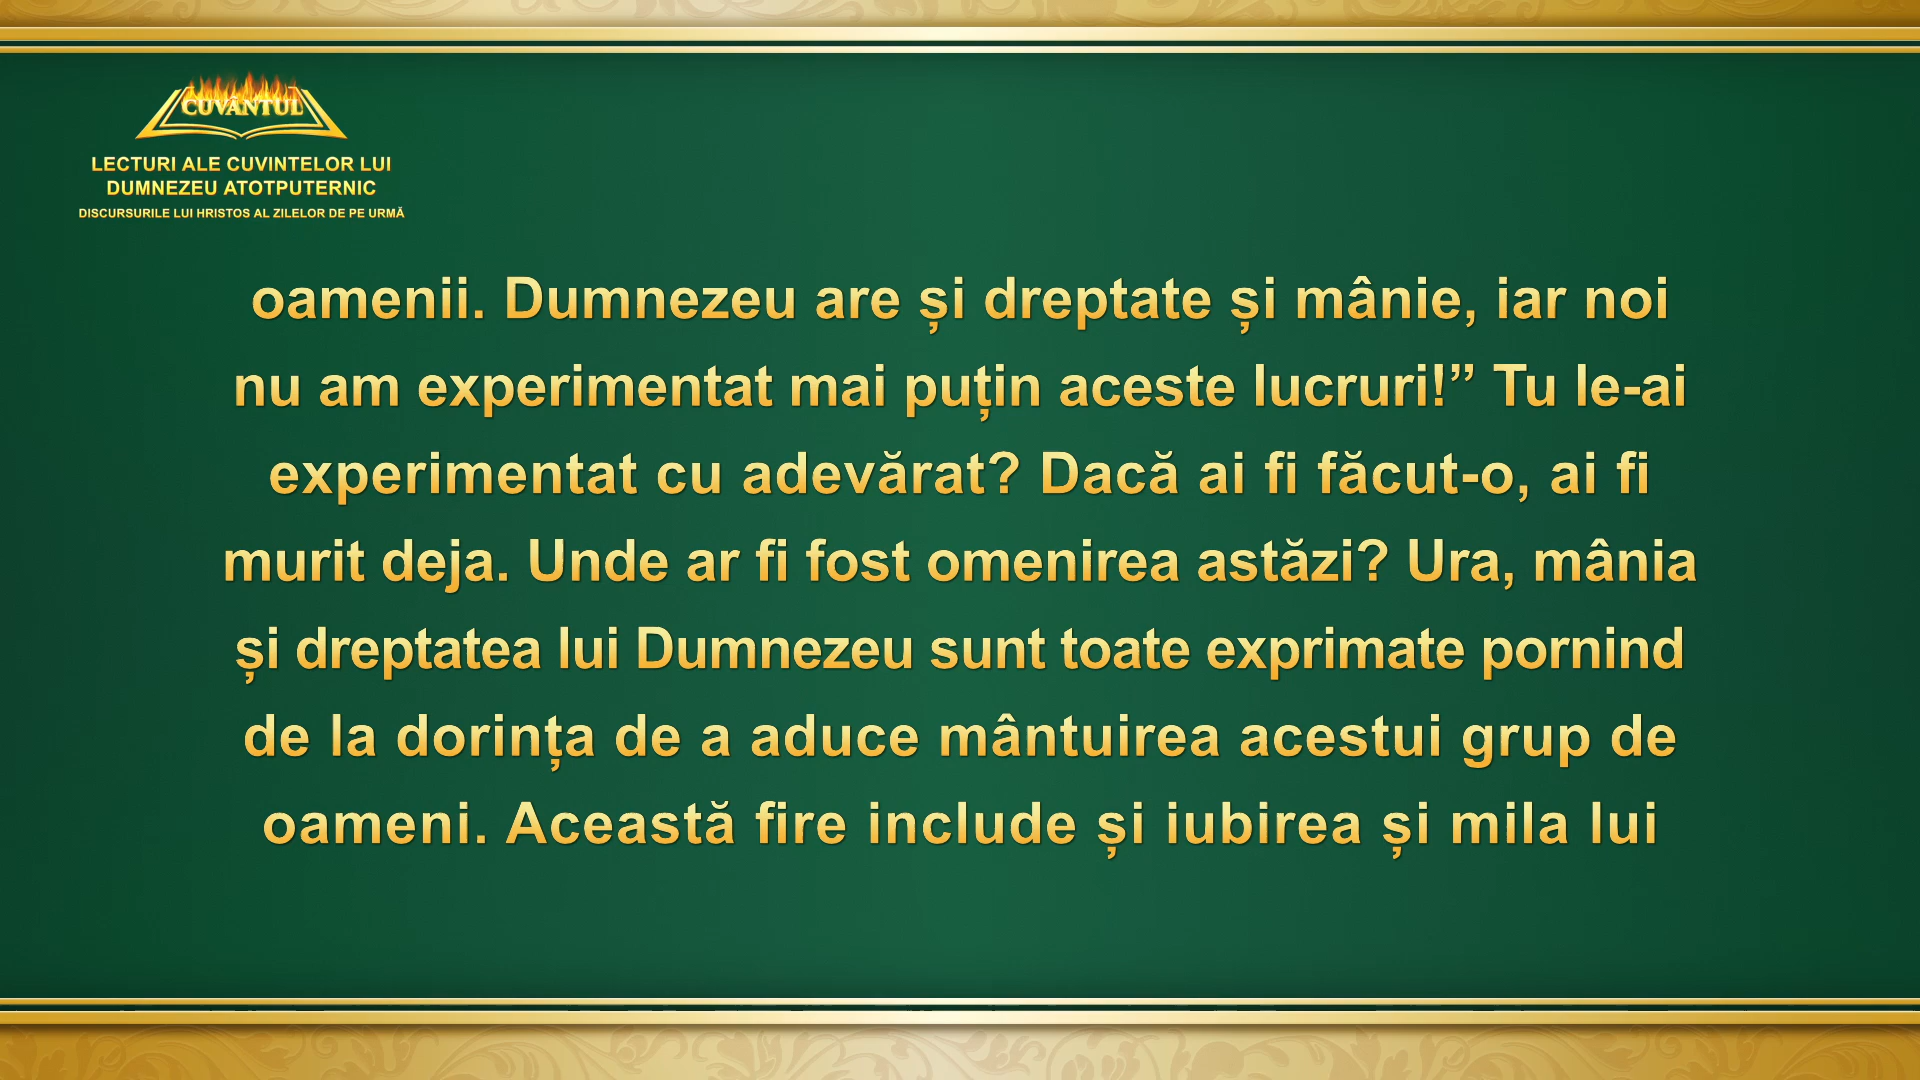 CUVÂNTUL
LECTURI ALE CUVINTELOR LUI
DUMNEZEU ATOTPUTERNIC
DISCURSURILE LUI HRISTOS AL ZILELOR DE PE URMĂ
oamenii. Dumnezeu are și dreptate și mânie, iar noi
nu am experimentat mai puțin aceste lucruri!” Tu le-ai
experimentat cu adevărat? Dacă ai fi făcut-o, ai fi
murit deja. Unde ar fi fost omenirea astăzi? Ura, mânia
și dreptatea lui Dumnezeu sunt toate exprimate pornind
de la dorința de a aduce mântuirea acestui grup de
oameni. Această fire include și iubirea și mila lui